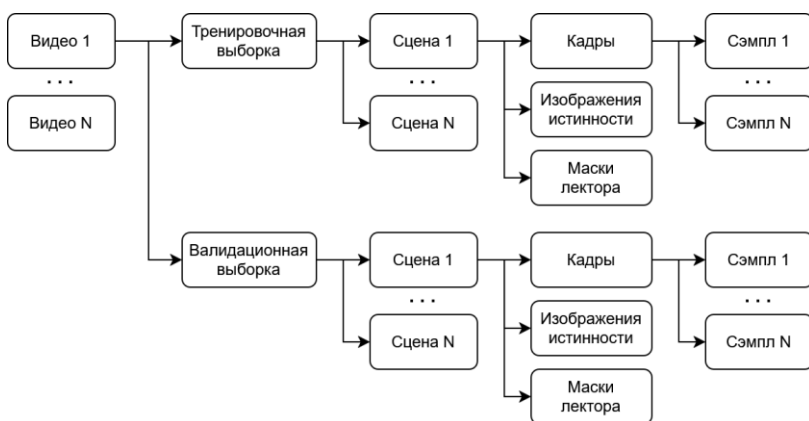 Видео 1
...
Видео N
Тренировочная
выборка
Сцена 1
...
Сцена N
Кадры
Изображения
истинности
Маски
лектора
Сэмпл 1
...
Сэмпл N
Валидационная
выборка
Сцена 1
...
Сцена N
Кадры
Изображения
истинности
Маски
лектора
Сэмпл 1
...
Сэмпл N